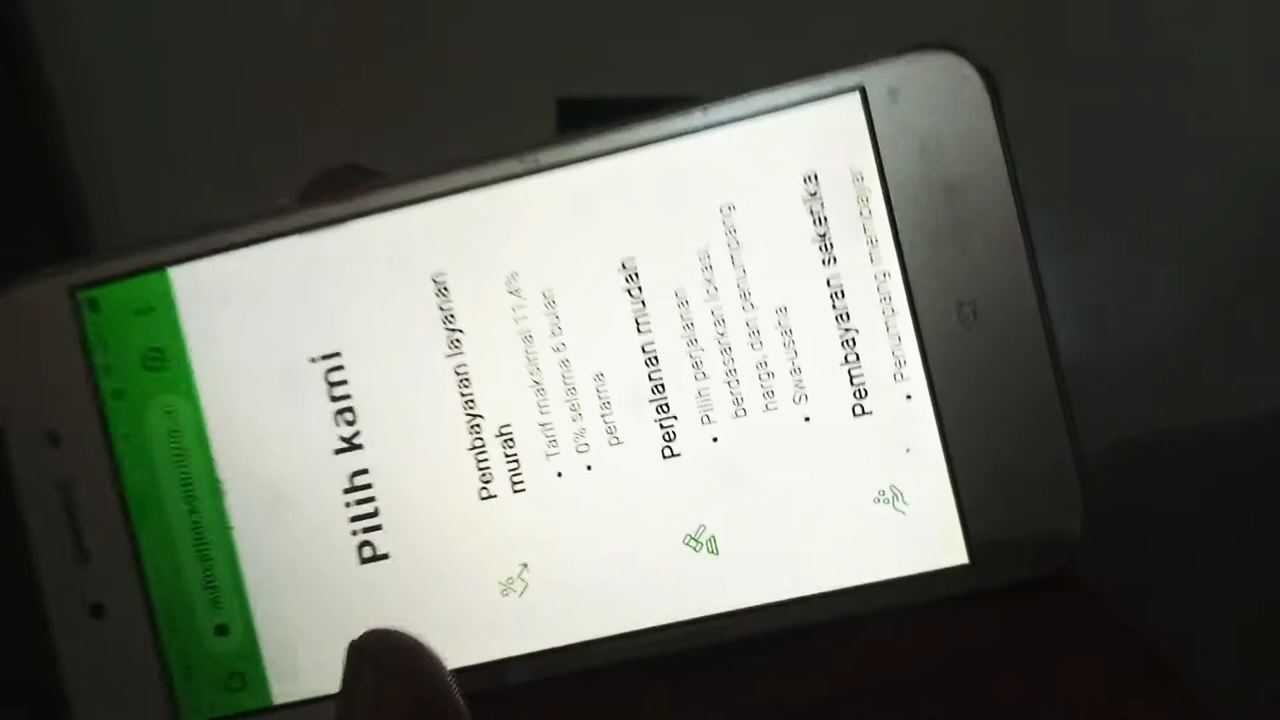 Pilih kami
Pembayaran layanan
murah
• Tarif maksimal 11,4%
• 0% selama 6 bulan
pertama
Perjalanan mudah
• Pilih perjalanan
berdasarkan lokasi,
harga, dan penumpang
• Swa-usaha
Pembayaran seketika
• Penumpang membayar